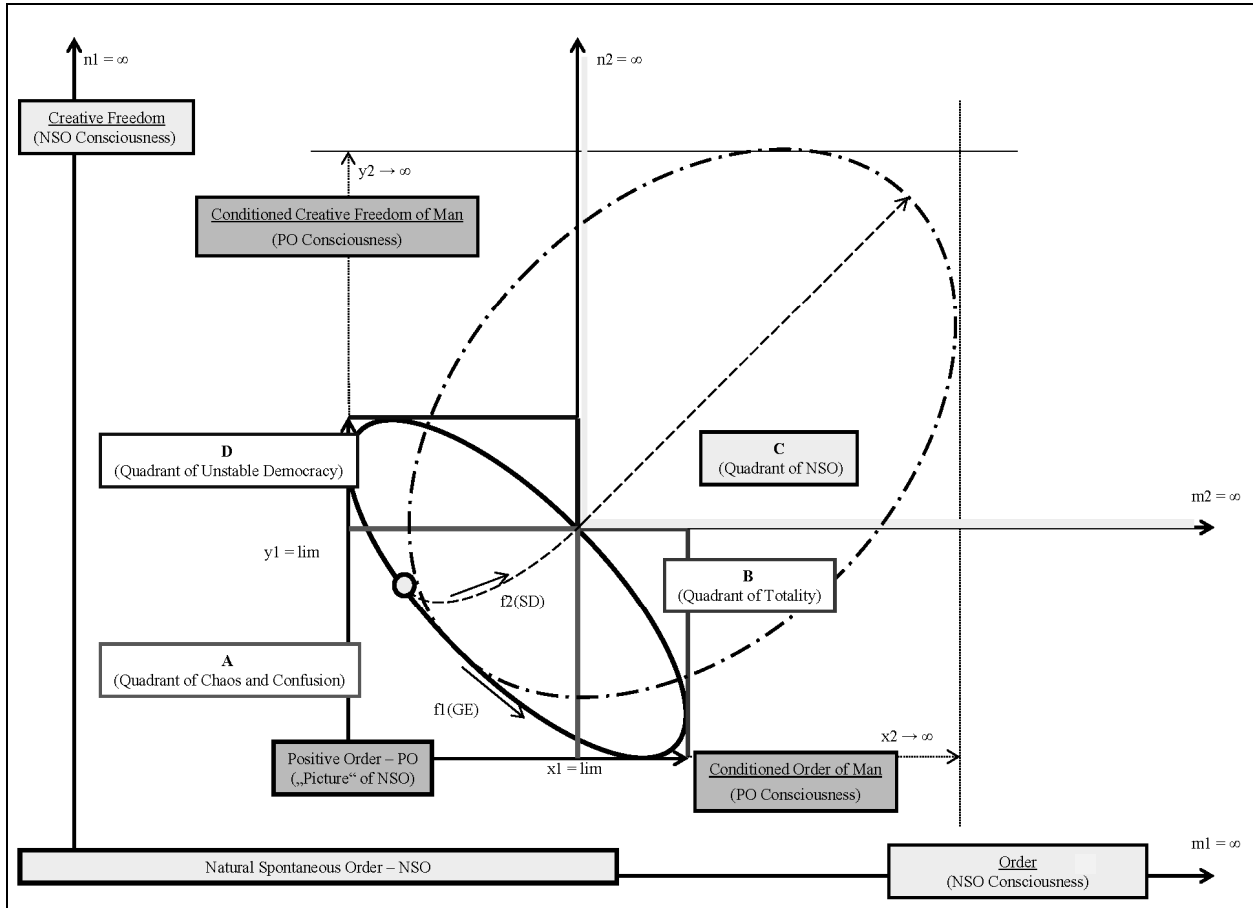 n1 = ∞
n2 = ∞
Creative Freedom
(NSO Consciousness)
y2 → ∞
Conditioned Creative Freedom of Man
(PO Consciousness)
D
(Quadrant of Unstable Democracy)
C
(Quadrant of NSO)
m2 = ∞
y1 = lim
B
(Quadrant of Totality)
f2(SD)
A
(Quadrant of Chaos and Confusion)
f1(GE)
x2 → ∞
Positive Order – PO
(„Picture“ of NSO)
x1 = lim
Conditioned Order of Man
(PO Consciousness)
m1 = ∞
Natural Spontaneous Order – NSO
Order
(NSO Consciousness)